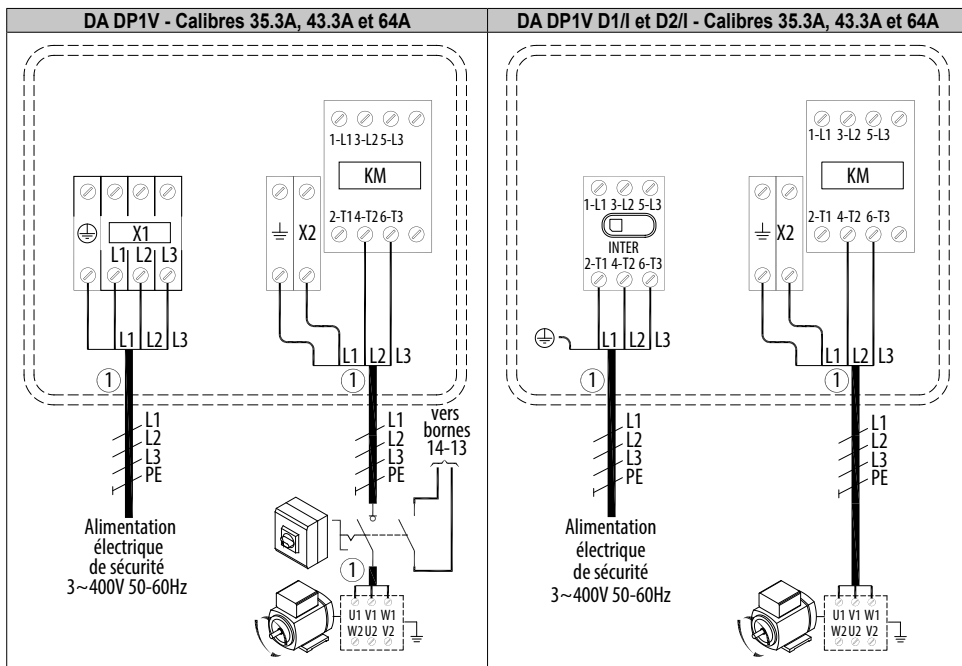 DA DP1V - Calibres 35.3A, 43.3A et 64A
1-L1 3-L2 5-L3
KM
X1
L1 L2 L3
X2
2-T1 4-T2 6-T3
L1 L2 L3
1
L1
L2
L3
PE
Alimentation
électrique
de sécurité
3~400V 50-60Hz
L1 L2 L3
1
L1
L2
L3
PE
vers
bornes
14-13
1
U1 V1 W1
W2 U2 V2
DA DP1V D1/I et D2/I - Calibres 35.3A, 43.3A et 64A
1-L1 3-L2 5-L3
INTER
2-T1 4-T2 6-T3
L1 L2 L3
1
L1
L2
L3
PE
Alimentation
électrique
de sécurité
3~400V 50-60Hz
1-L1 3-L2 5-L3
KM
X2
2-T1 4-T2 6-T3
L1 L2 L3
1
L1
L2
L3
PE
U1 V1 W1
W2 U2 V2